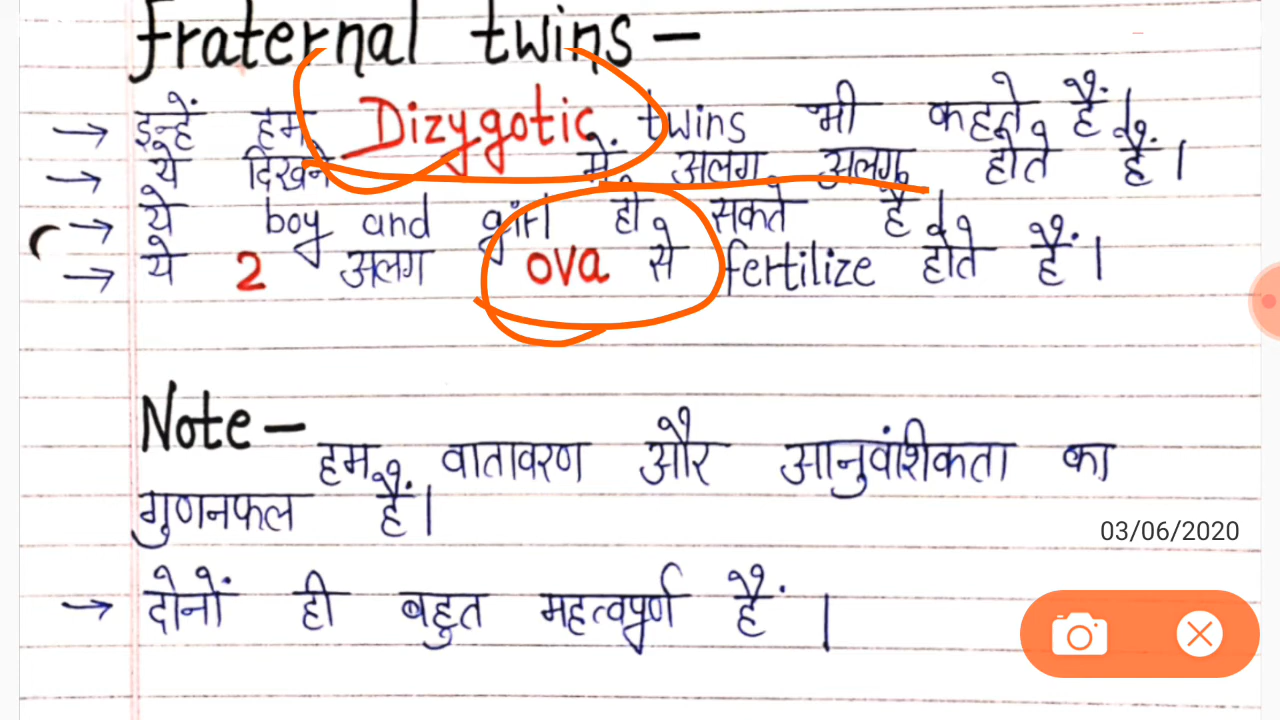 Fraternal twins –
→ इन्हें हम Dizygotic twins भी कहते हैं।
→ ये दिखने में अलग अलग होते हैं।
→ ये boy and girl हो सकते हैं।
→ ये 2 अलग ova से fertilize होते हैं।
Note –
हम वातावरण और आनुवंशिकता का
गुणनफल हैं।
03/06/2020
→ दोनों ही बहुत महत्वपूर्ण हैं ।